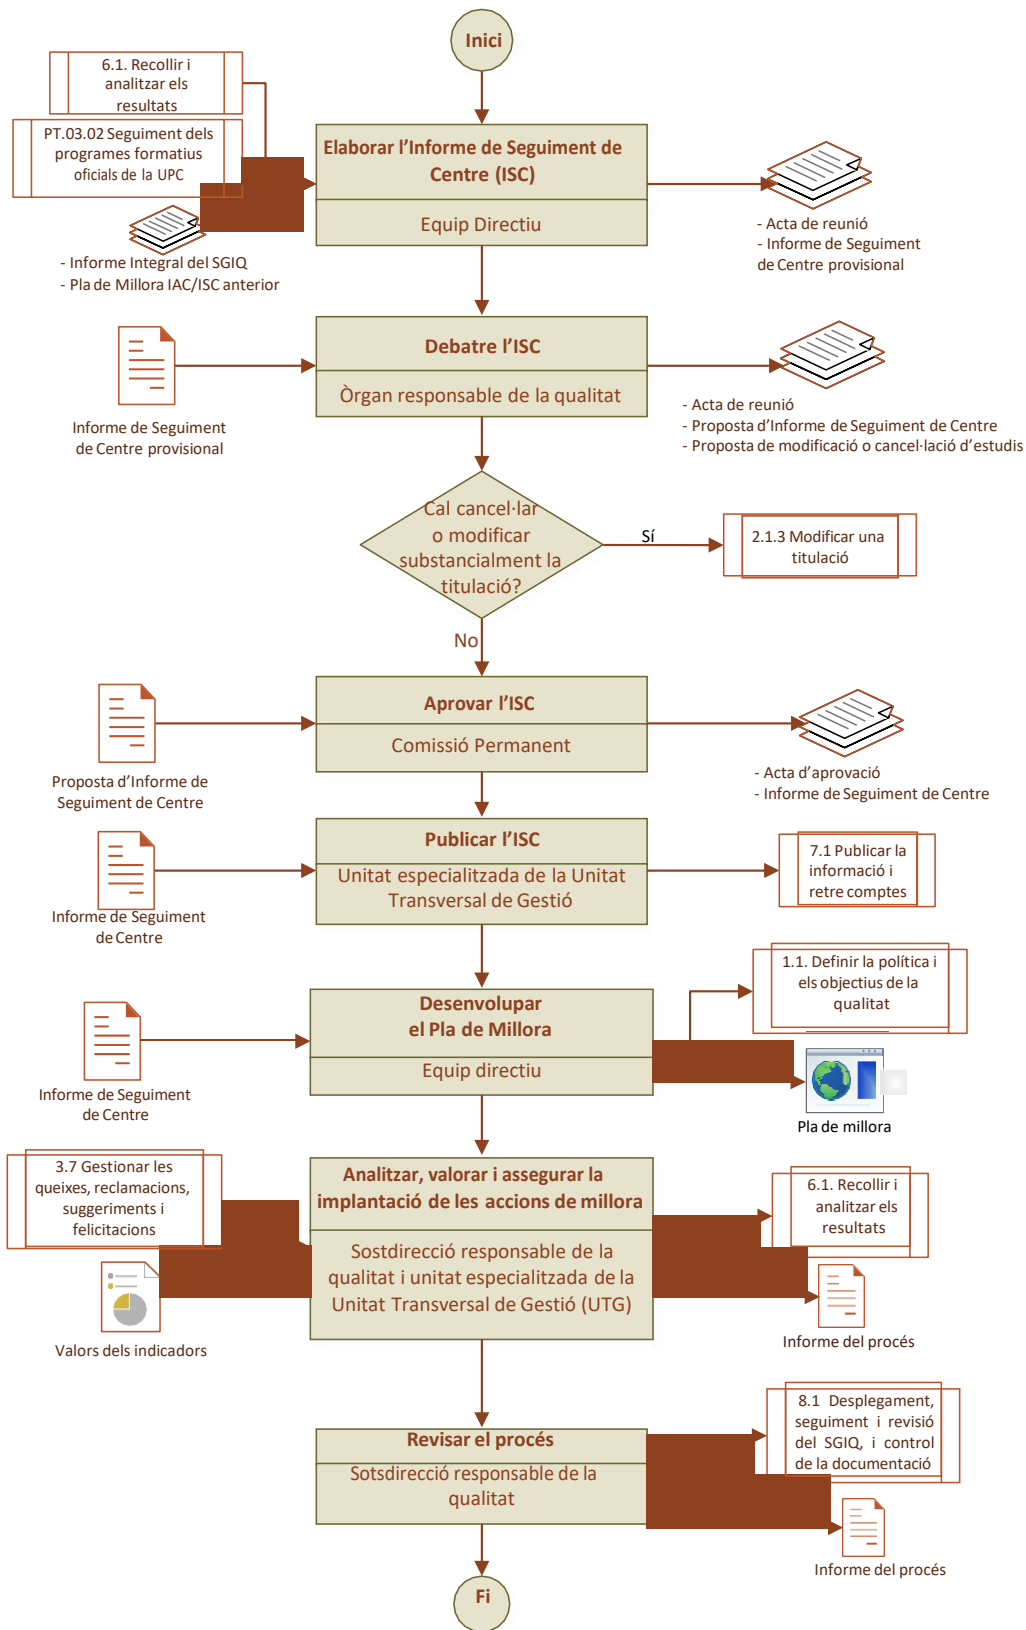 Inici
6.1. Recollir i
analitzar els
resultats
PT.03.02 Seguiment dels
programes formatius
oficials de la UPC
- Informe Integral del SGIQ
- Pla de Millora IAC/ISC anterior
Elaborar l’Informe de Seguiment de
Centre (ISC)
Equip Directiu
- Acta de reunió
- Informe de Seguiment
de Centre provisional
Informe de Seguiment
de Centre provisional
Debatre l’ISC
Òrgan responsable de la qualitat
- Acta de reunió
- Proposta d’Informe de Seguiment de Centre
- Proposta de modificació o cancel·lació d’estudis
Cal cancel·lar
o modificar
substancialment la
titulació?
Sí
2.1.3 Modificar una
titulació
No
Proposta d’Informe de
Seguiment de Centre
Aprovar l’ISC
Comissió Permanent
- Acta d’aprovació
- Informe de Seguiment de Centre
Informe de Seguiment
de Centre
Publicar l’ISC
Unitat especialitzada de la Unitat
Transversal de Gestió
7.1 Publicar la
informació i
retre comptes
Informe de Seguiment
de Centre
Desenvolupar
el Pla de Millora
Equip directiu
1.1. Definir la política i
els objectius de la
qualitat
Pla de millora
3.7 Gestionar les
queixes, reclamacions,
suggeriments i
felicitacions
Valors dels indicadors
Analitzar, valorar i assegurar la
implantació de les accions de millora
Sostdirecció responsable de la
qualitat i unitat especialitzada de la
Unitat Transversal de Gestió (UTG)
6.1. Recollir i
analitzar els
resultats
Informe del procés
Revisar el procés
Sotsdirecció responsable de la
qualitat
8.1 Desplegament,
seguiment i revisió
del SGIQ, i control
de la documentació
Informe del procés
Fi